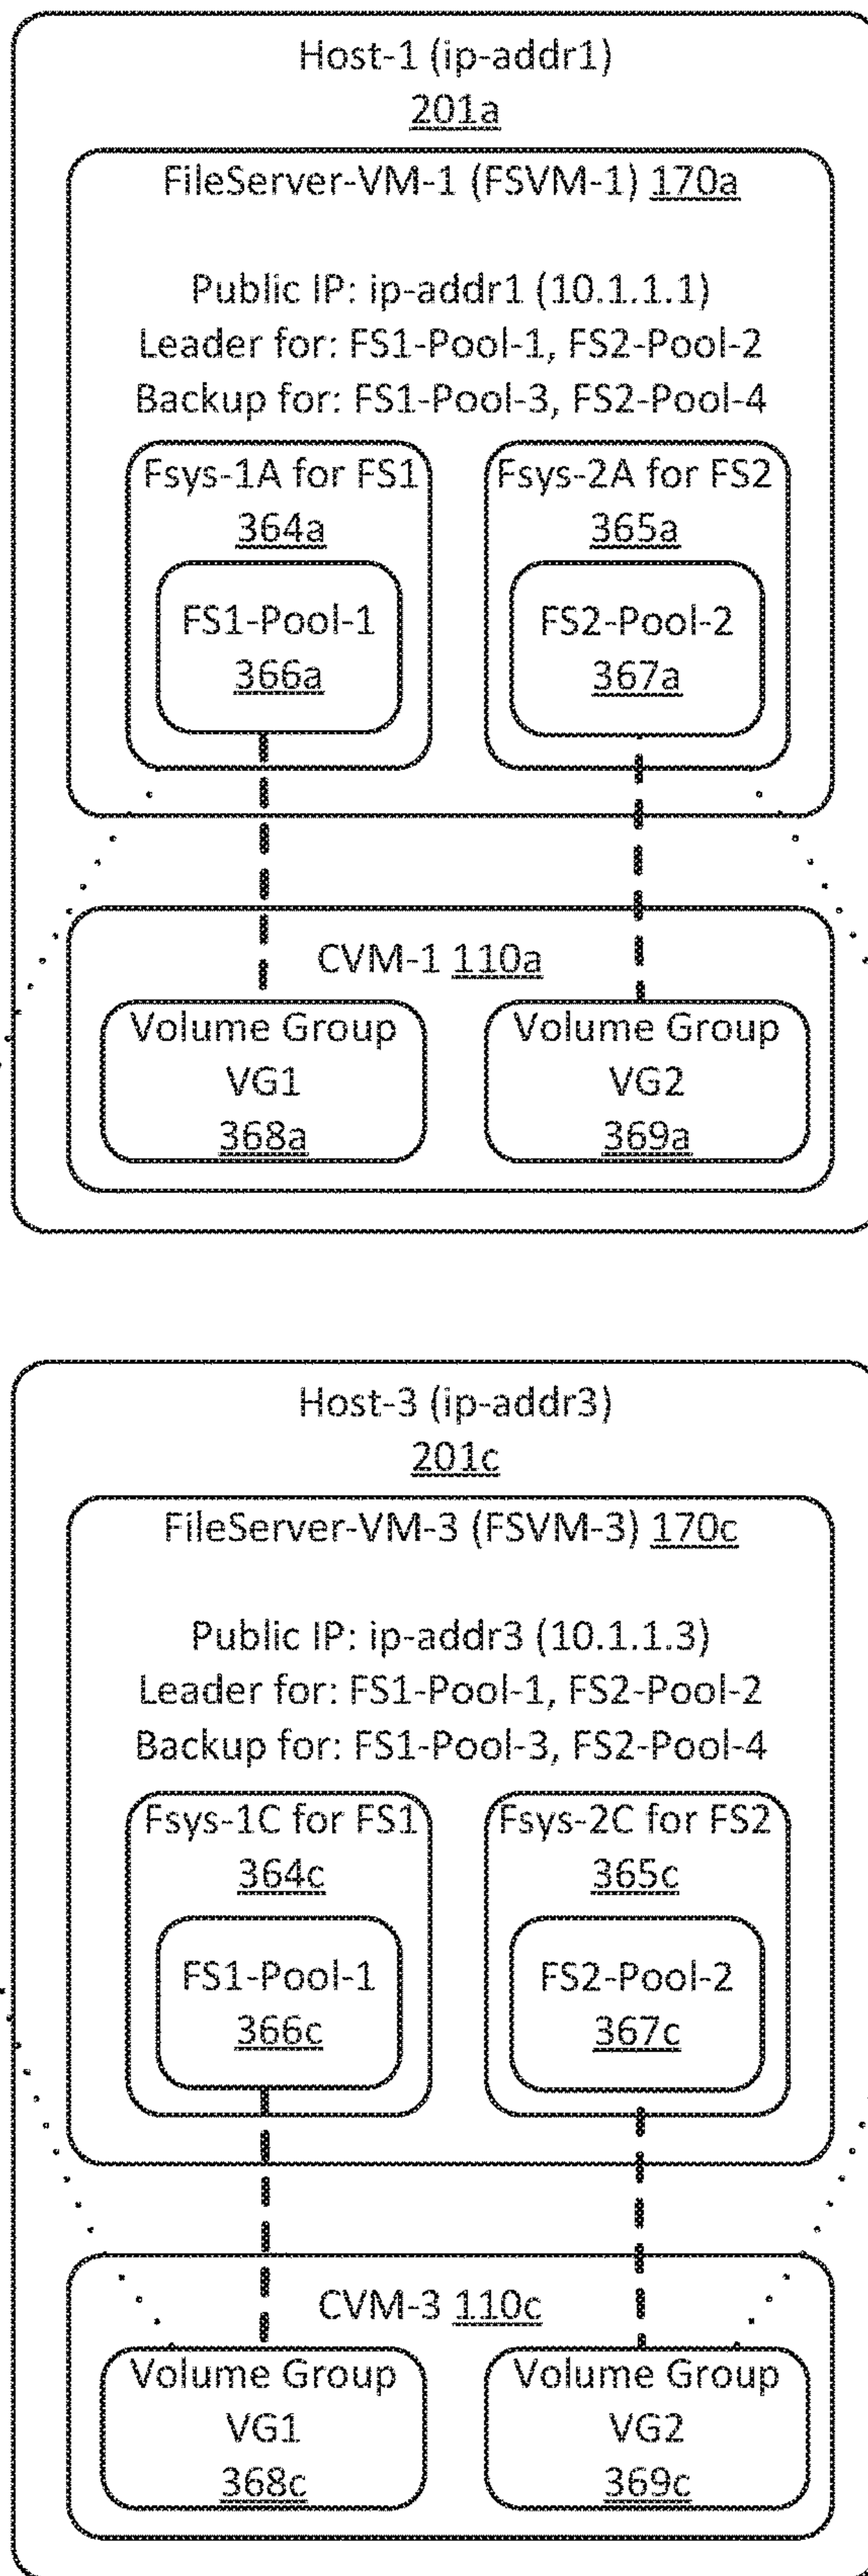 Host-1 (ip-addr1)
201a
FileServer-VM-1 (FSVM-1) 170a
Public IP: ip-addr1 (10.1.1.1)
Leader for: FS1-Pool-1, FS2-Pool-2
Backup for: FS1-Pool-3, FS2-Pool-4
Fsys-1A for FS1
364a
FS1-Pool-1
366a
Fsys-2A for FS2
365a
FS2-Pool-2
367a
CVM-1 110a
Volume Group
VG1
368a
Volume Group
VG2
369a
Host-3 (ip-addr3)
201c
FileServer-VM-3 (FSVM-3) 170c
Public IP: ip-addr3 (10.1.1.3)
Leader for: FS1-Pool-1, FS2-Pool-2
Backup for: FS1-Pool-3, FS2-Pool-4
Fsys-1C for FS1
364c
FS1-Pool-1
366c
Fsys-2C for FS2
365c
FS2-Pool-2
367c
CVM-3 110c
Volume Group
VG1
368c
Volume Group
VG2
369c